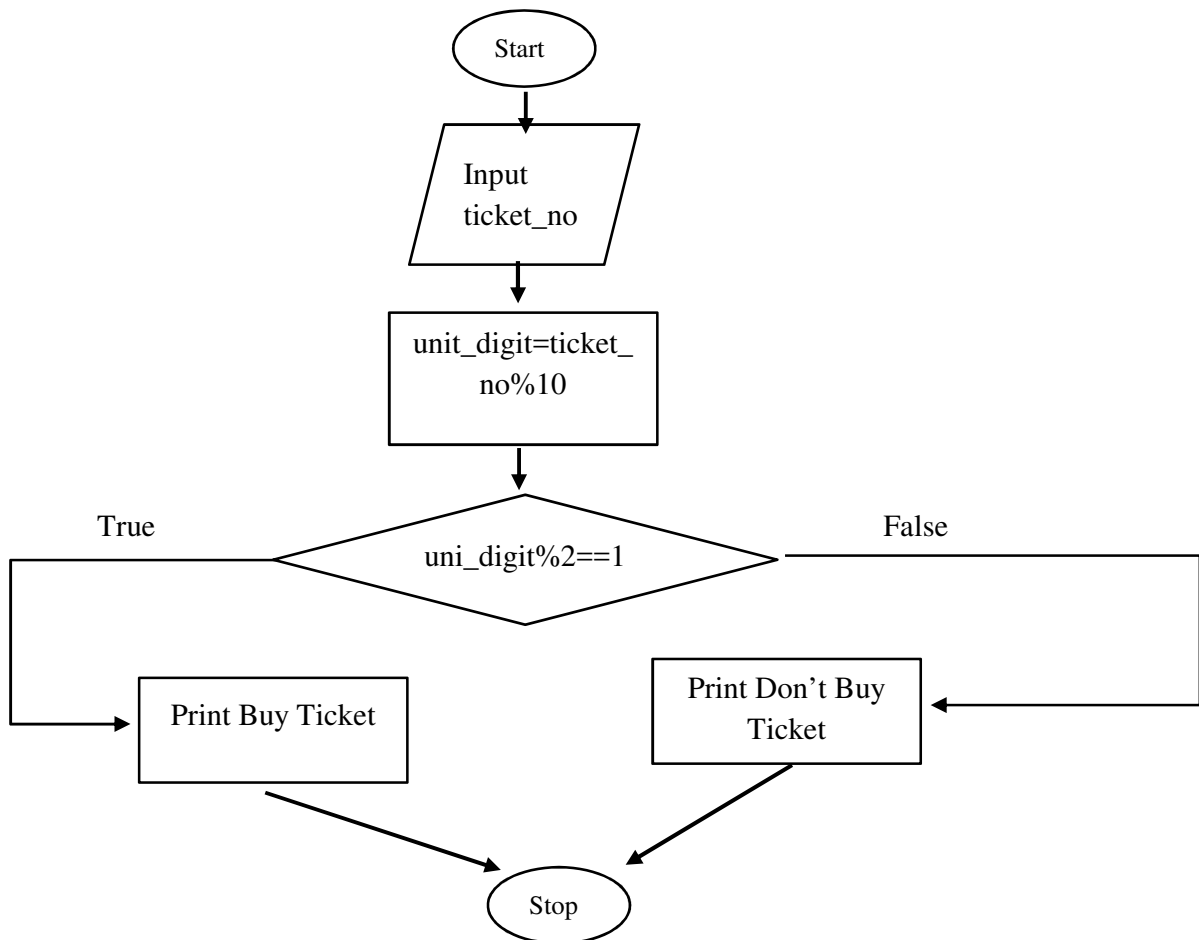 Start
Input
ticket_no
unit_digit=ticket_
no%10
True
False
uni_digit%2==1
Print Buy Ticket
Print Don’t Buy
Ticket
Stop